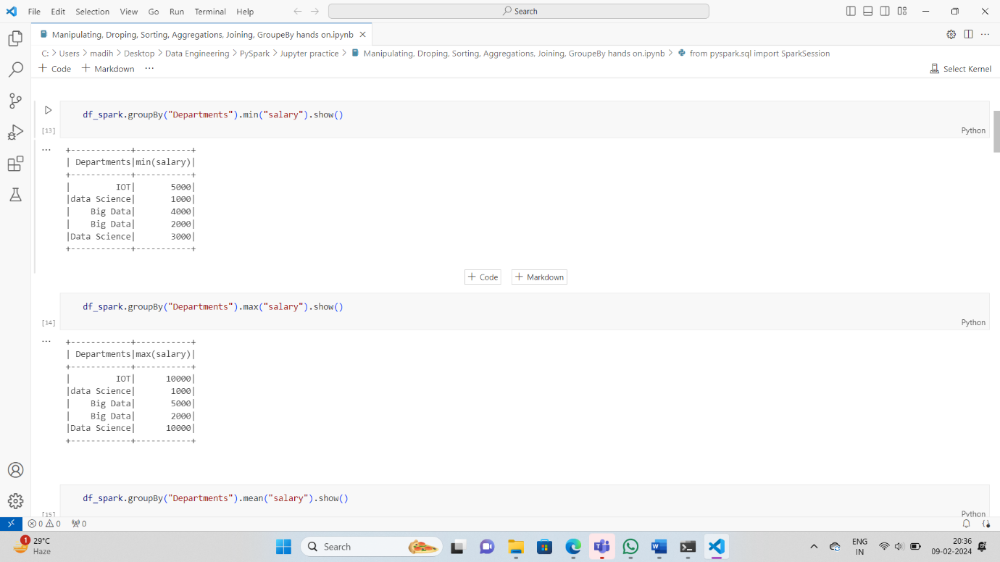 File Edit Selection View Go Run Terminal Help
Search
Manipulating, Droping, Sorting, Aggregations, Joining, GroupeBy hands on.ipynb
C: > Users > madih > Desktop > Data Engineering > PySpark > Jupyter practice > Manipulating, Droping, Sorting, Aggregations, Joining, GroupeBy hands on.ipynb > from pyspark.sql import SparkSession
+ Code + Markdown ... Select Kernel
df_spark.groupBy("Departments").min("salary").show()
[13] Python
... +------------+-----------+
| Departments|min(salary)|
+------------+-----------+
|         IOT|       5000|
|data Science|       1000|
|    Big Data|       4000|
|    Big Data|       2000|
|Data Science|       3000|
+------------+-----------+
+ Code + Markdown
df_spark.groupBy("Departments").max("salary").show()
[14] Python
... +------------+-----------+
| Departments|max(salary)|
+------------+-----------+
|         IOT|      10000|
|data Science|       1000|
|    Big Data|       5000|
|    Big Data|       2000|
|Data Science|      10000|
+------------+-----------+
df_spark.groupBy("Departments").mean("salary").show()
[15] Python
0 0 0
1 29°C
Haze
Search
ENG
IN
20:36
09-02-2024